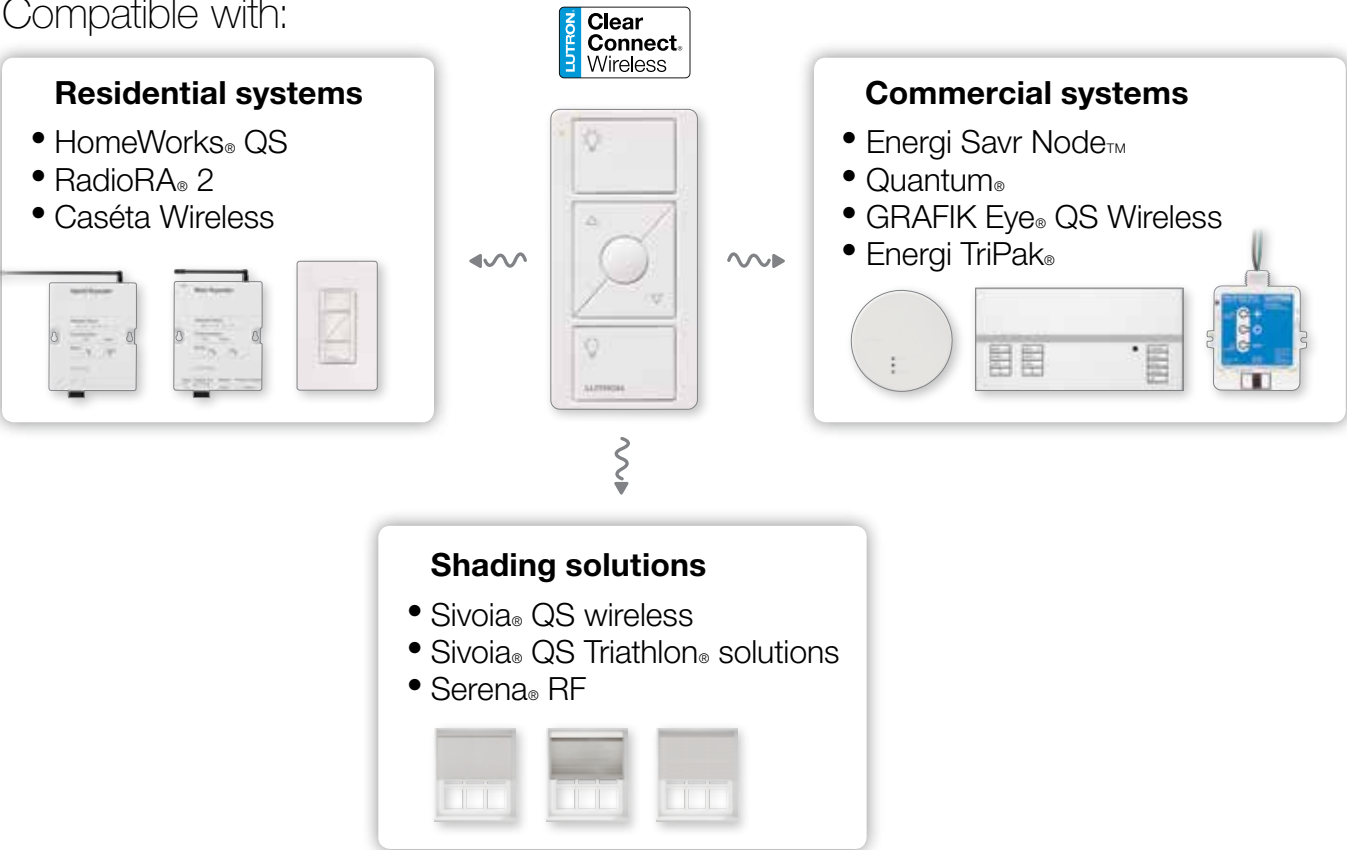 Compatible with:
LUTRON.
Clear
Connect®
Wireless
Residential systems
• HomeWorks® QS
• RadioRA® 2
• Caséta Wireless
Commercial systems
• Energi Savr Node™
• Quantum®
• GRAFIK Eye® QS Wireless
• Energi TriPak®
LUTRON
Shading solutions
• Sivoia® QS wireless
• Sivoia® QS Triathlon® solutions
• Serena® RF